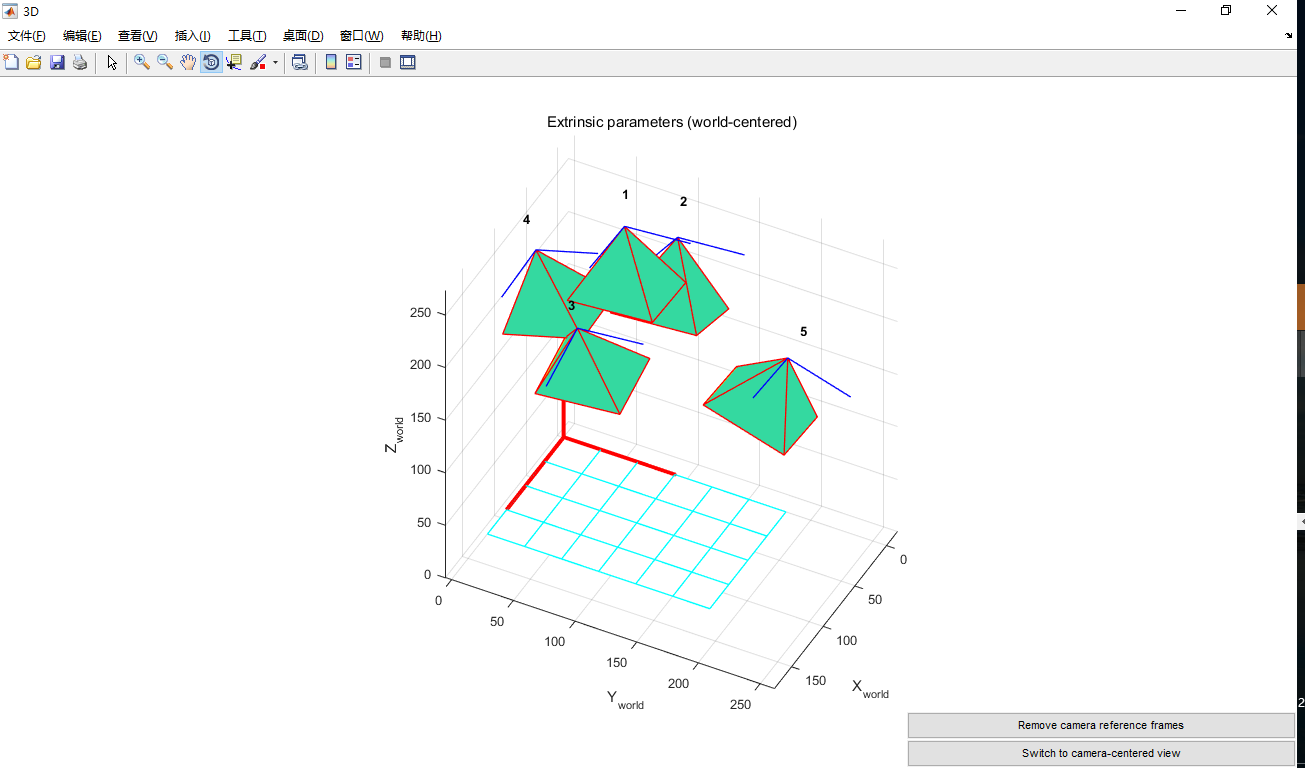 3D
文件(F) 编辑(E) 查看(V) 插入(I) 工具(T) 桌面(D) 窗口(W) 帮助(H)
Extrinsic parameters (world-centered)
1
2
4
3
5
250
200
150
100
50
0
Zworld
0
50
100
150
200
250
Yworld
0
50
100
150
Xworld
2
Remove camera reference frames
Switch to camera-centered view